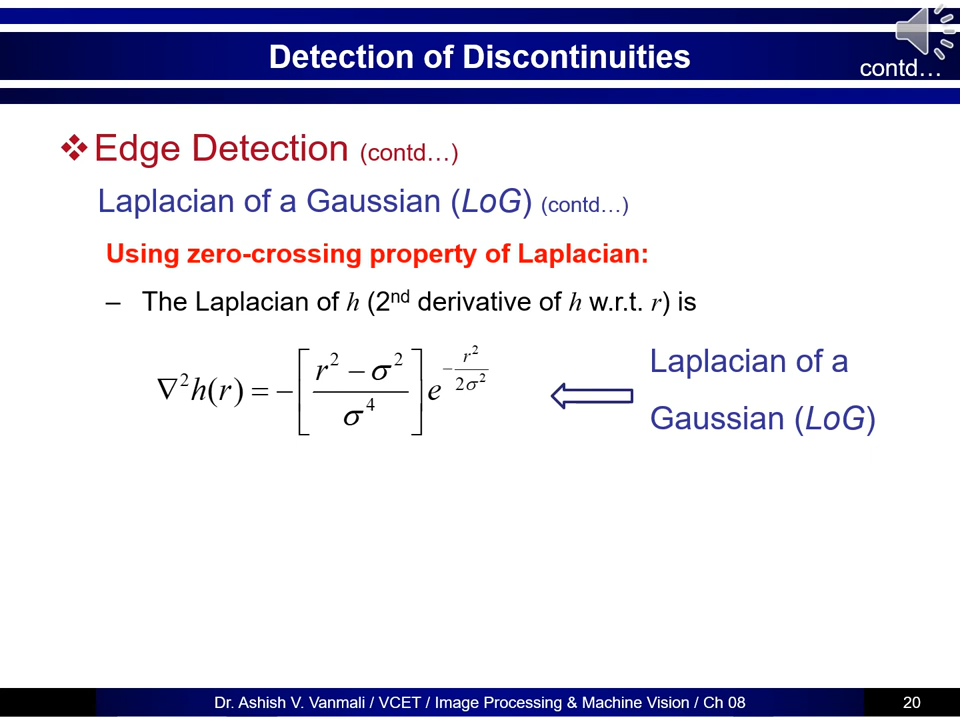 Detection of Discontinuities
contd…
❖Edge Detection (contd…)
Laplacian of a Gaussian (LoG) (contd…)
Using zero-crossing property of Laplacian:
– The Laplacian of h (2nd derivative of h w.r.t. r) is
∇²h(r) = −[(r² − σ²) / σ⁴] e^(−r²/2σ²)
Laplacian of a
Gaussian (LoG)
Dr. Ashish V. Vanmali / VCET / Image Processing & Machine Vision / Ch 08
20